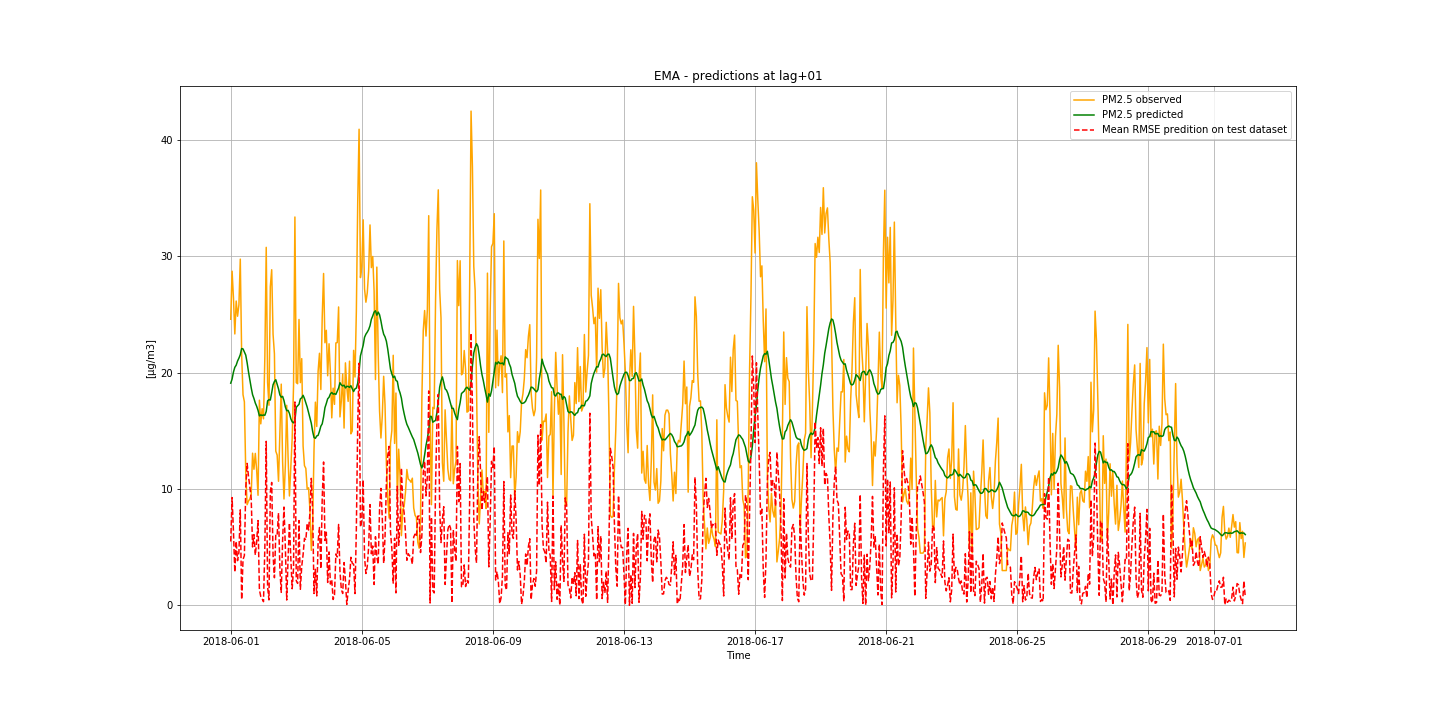 EMA - predictions at lag+01
PM2.5 observed
PM2.5 predicted
Mean RMSE predition on test dataset
[µg/m3]
40
30
20
10
0
2018-06-01 2018-06-05 2018-06-09 2018-06-13 2018-06-17 2018-06-21 2018-06-25 2018-06-29 2018-07-01
Time